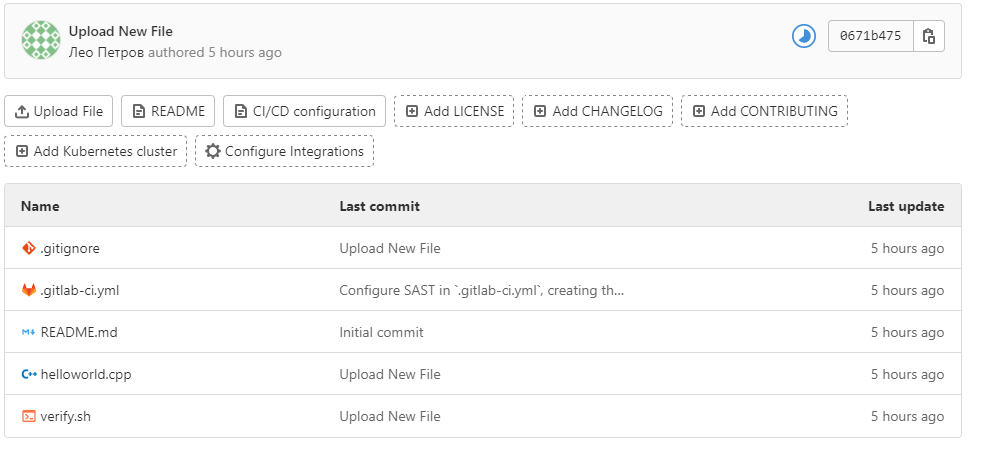 Upload New File
Лео Петров authored 5 hours ago
0671b475
Upload File README CI/CD configuration Add LICENSE Add CHANGELOG Add CONTRIBUTING
Add Kubernetes cluster Configure Integrations
Name Last commit Last update
.gitignore Upload New File 5 hours ago
.gitlab-ci.yml Configure SAST in `.gitlab-ci.yml`, creating th... 5 hours ago
M↓ README.md Initial commit 5 hours ago
C++ helloworld.cpp Upload New File 5 hours ago
verify.sh Upload New File 5 hours ago